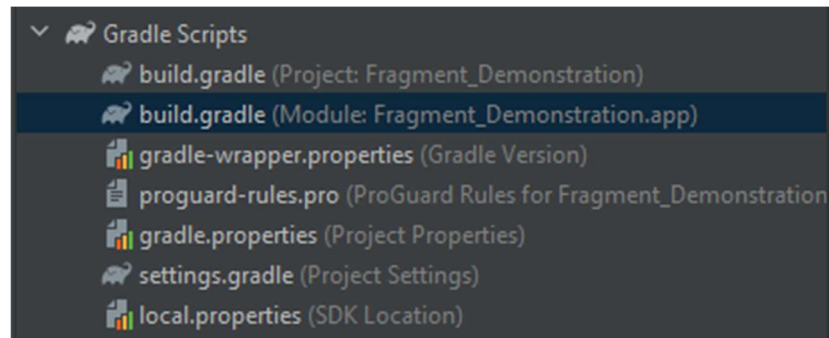 Gradle Scripts
build.gradle (Project: Fragment_Demonstration)
build.gradle (Module: Fragment_Demonstration.app)
gradle-wrapper.properties (Gradle Version)
proguard-rules.pro (ProGuard Rules for Fragment_Demonstration
gradle.properties (Project Properties)
settings.gradle (Project Settings)
local.properties (SDK Location)